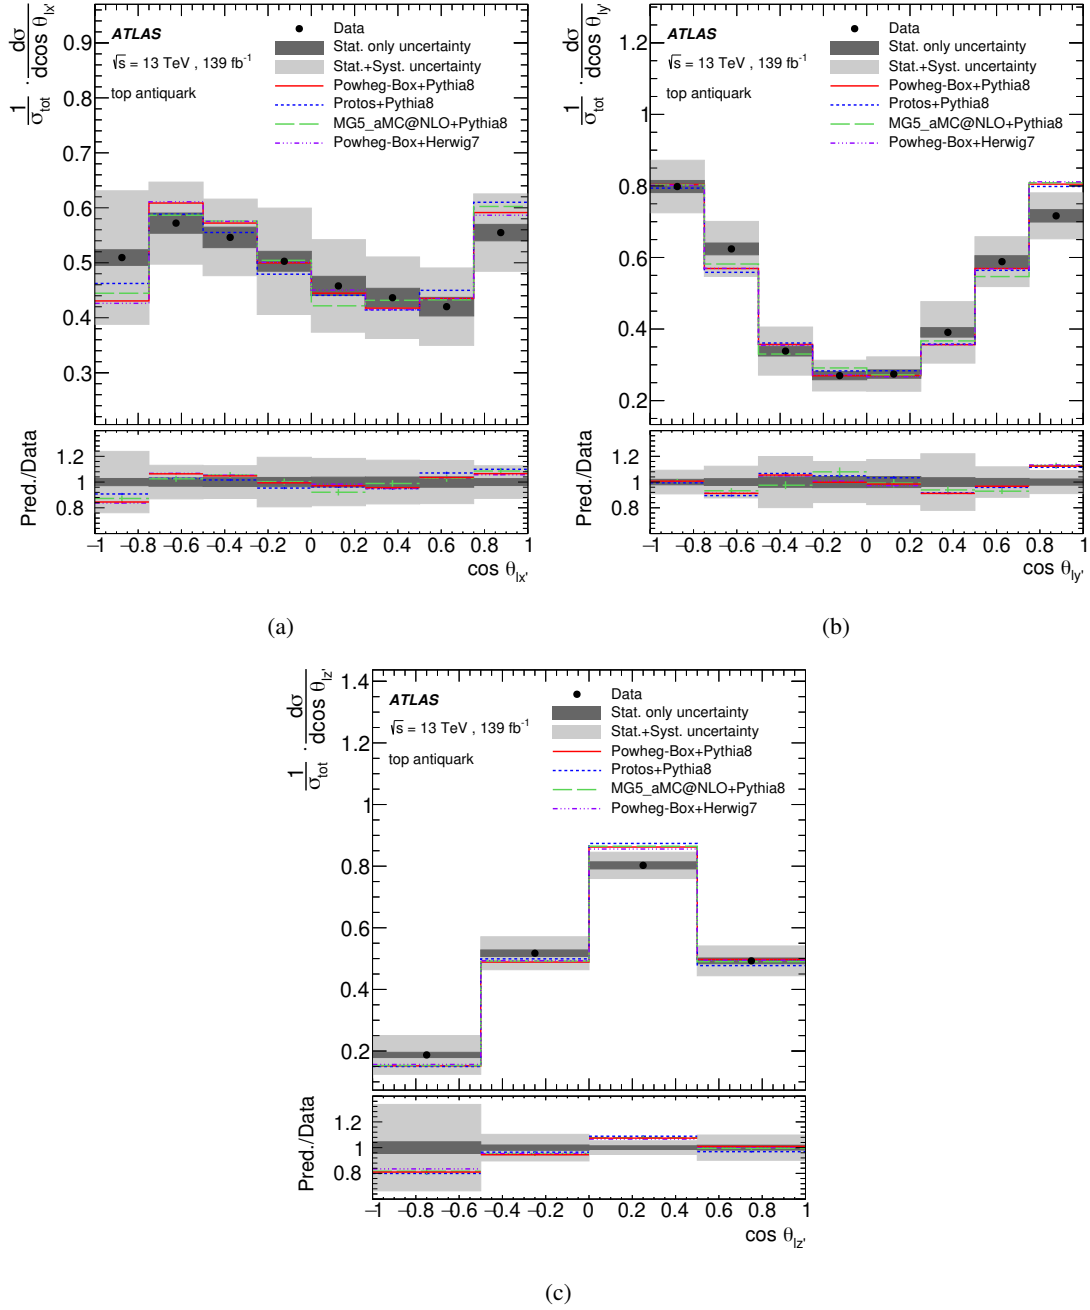 1/σtot · dσ/dcos θlx'
ATLAS
√s = 13 TeV , 139 fb-1
top antiquark
Data
Stat. only uncertainty
Stat.+Syst. uncertainty
Powheg-Box+Pythia8
Protos+Pythia8
MG5_aMC@NLO+Pythia8
Powheg-Box+Herwig7
0.9
0.8
0.7
0.6
0.5
0.4
0.3
Pred./Data
1.2
1
0.8
−1 −0.8 −0.6 −0.4 −0.2 0 0.2 0.4 0.6 0.8 1
cos θlx'
(a)
1/σtot · dσ/dcos θly'
ATLAS
√s = 13 TeV , 139 fb-1
top antiquark
Data
Stat. only uncertainty
Stat.+Syst. uncertainty
Powheg-Box+Pythia8
Protos+Pythia8
MG5_aMC@NLO+Pythia8
Powheg-Box+Herwig7
1.2
1
0.8
0.6
0.4
0.2
Pred./Data
1.2
1
0.8
−1 −0.8 −0.6 −0.4 −0.2 0 0.2 0.4 0.6 0.8 1
cos θly'
(b)
1/σtot · dσ/dcos θlz'
ATLAS
√s = 13 TeV , 139 fb-1
top antiquark
Data
Stat. only uncertainty
Stat.+Syst. uncertainty
Powheg-Box+Pythia8
Protos+Pythia8
MG5_aMC@NLO+Pythia8
Powheg-Box+Herwig7
1.4
1.2
1
0.8
0.6
0.4
0.2
Pred./Data
1.2
1
0.8
−1 −0.8 −0.6 −0.4 −0.2 0 0.2 0.4 0.6 0.8 1
cos θlz'
(c)